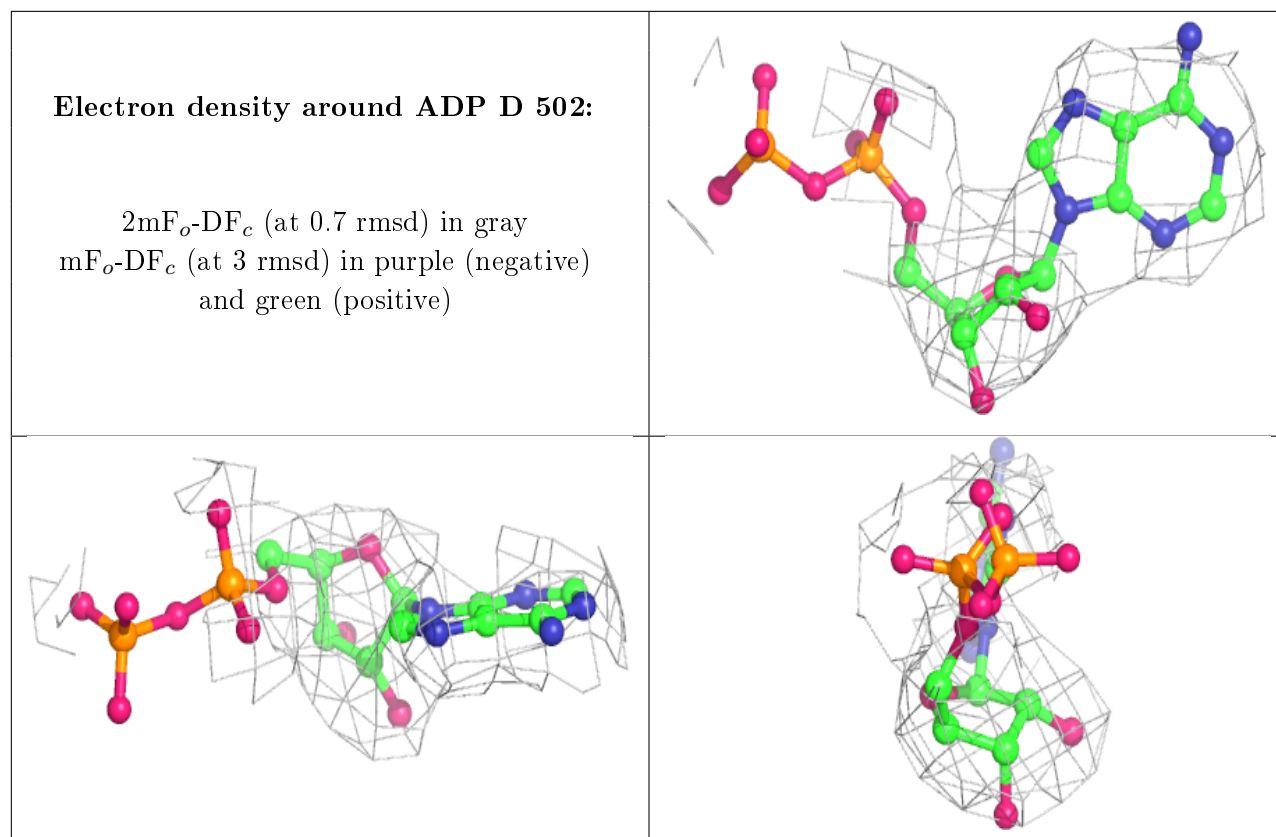 Electron density around ADP D 502:
2mFo-DFc (at 0.7 rmsd) in gray
mFo-DFc (at 3 rmsd) in purple (negative)
and green (positive)